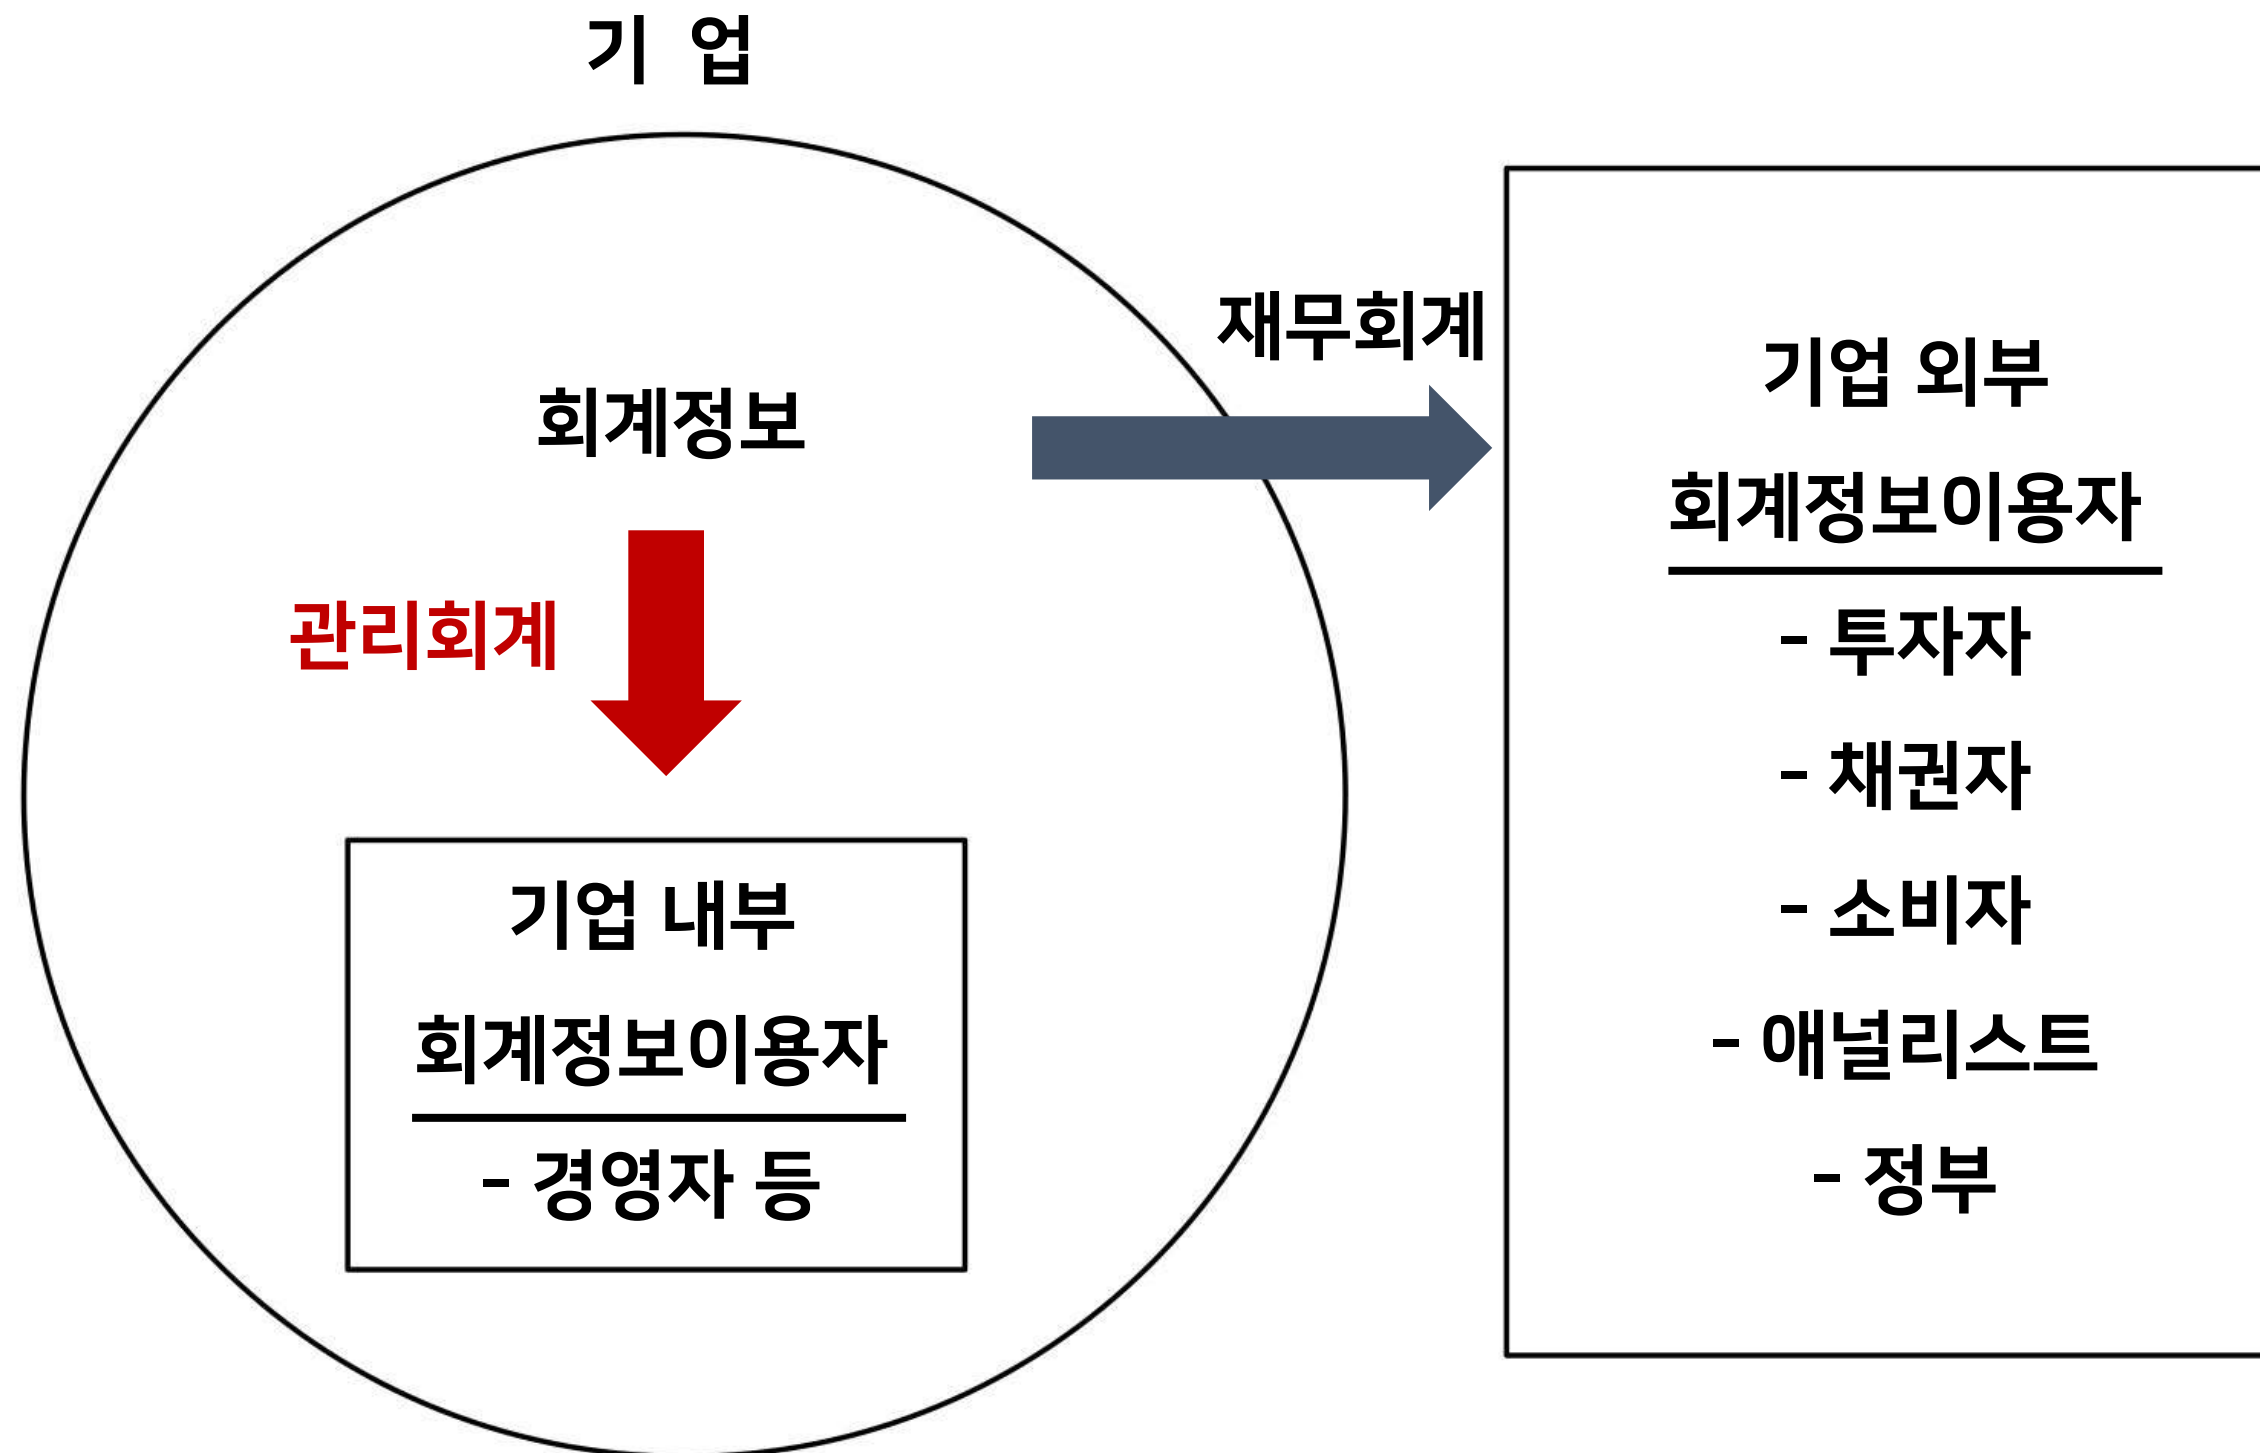 기 업
회계정보
관리회계
기업 내부
회계정보이용자
- 경영자 등
재무회계
기업 외부
회계정보이용자
- 투자자
- 채권자
- 소비자
- 애널리스트
- 정부